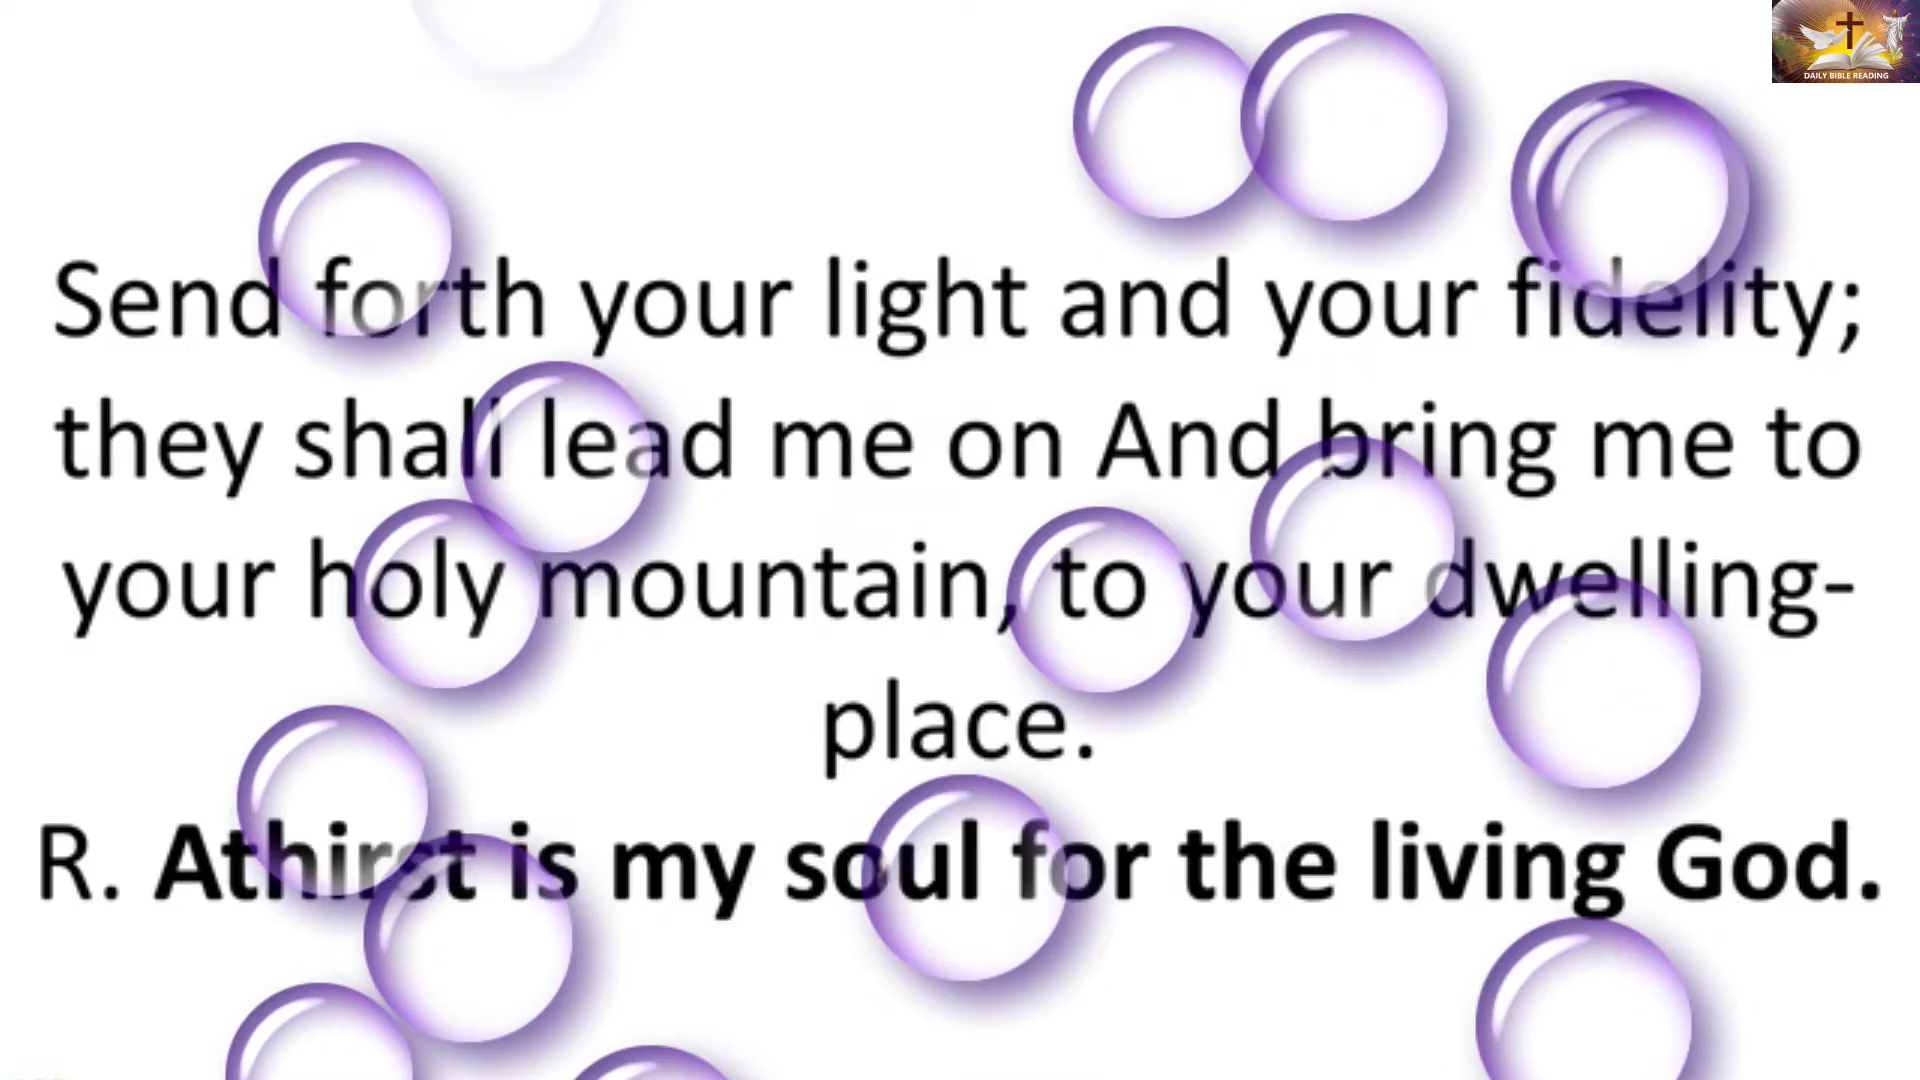 DAILY BIBLE READING
Send forth your light and your fidelity;
they shall lead me on And bring me to
your holy mountain, to your dwelling-
place.
R. Athirst is my soul for the living God.